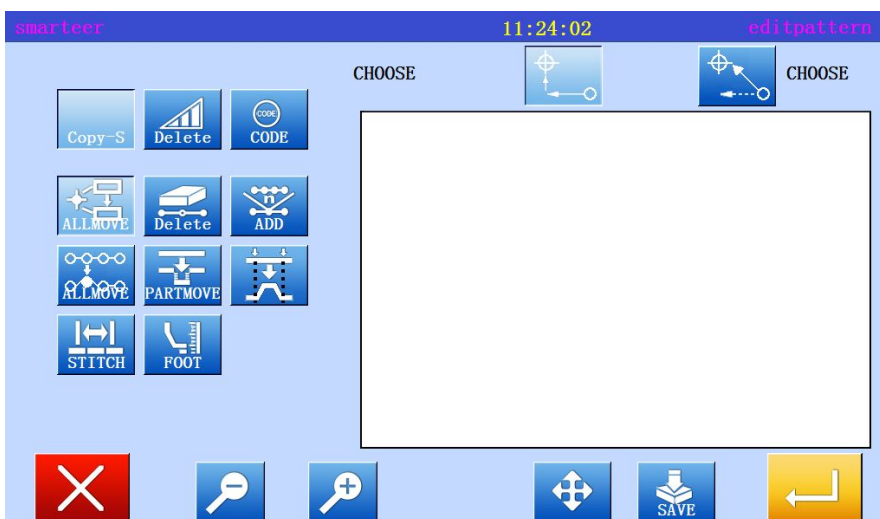 smarteer 11:24:02 editpattern
CHOOSE CHOOSE
Copy-S Delete CODE CODE
ALLMOVE Delete n ADD
ALLMOVE PARTMOVE
STITCH FOOT
SAVE